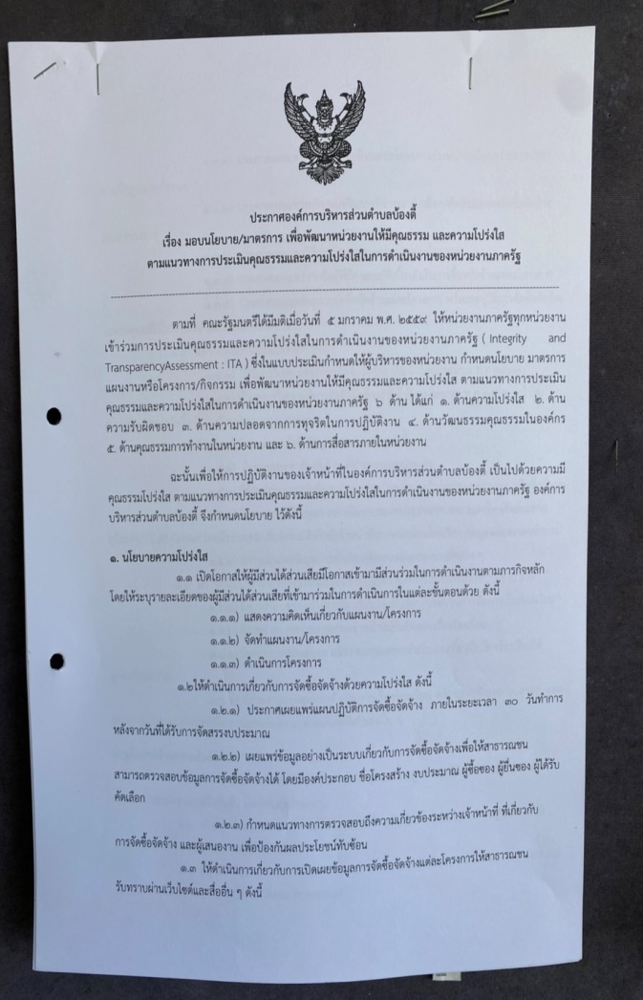 ประกาศองค์การบริหารส่วนตำบลบ้องตี้
เรื่อง มอบนโยบาย/มาตรการ เพื่อพัฒนาหน่วยงานให้มีคุณธรรม และความโปร่งใส
ตามแนวทางการประเมินคุณธรรมและความโปร่งใสในการดำเนินงานของหน่วยงานภาครัฐ
ตามที่ คณะรัฐมนตรีได้มีมติเมื่อวันที่ ๕ มกราคม พ.ศ. ๒๕๕๙ ให้หน่วยงานภาครัฐทุกหน่วยงาน
เข้าร่วมการประเมินคุณธรรมและความโปร่งใสในการดำเนินงานของหน่วยงานภาครัฐ ( Integrity and
TransparencyAssessment : ITA ) ซึ่งในแบบประเมินกำหนดให้ผู้บริหารของหน่วยงาน กำหนดนโยบาย มาตรการ
แผนงานหรือโครงการ/กิจกรรม เพื่อพัฒนาหน่วยงานให้มีคุณธรรมและความโปร่งใส ตามแนวทางการประเมิน
คุณธรรมและความโปร่งใสในการดำเนินงานของหน่วยงานภาครัฐ ๖ ด้าน ได้แก่ ๑. ด้านความโปร่งใส ๒. ด้าน
ความรับผิดชอบ ๓. ด้านความปลอดจากการทุจริตในการปฏิบัติงาน ๔. ด้านวัฒนธรรมคุณธรรมในองค์กร
๕. ด้านคุณธรรมการทำงานในหน่วยงาน และ ๖. ด้านการสื่อสารภายในหน่วยงาน
ฉะนั้นเพื่อให้การปฏิบัติงานของเจ้าหน้าที่ในองค์การบริหารส่วนตำบลบ้องตี้ เป็นไปด้วยความมี
คุณธรรมโปร่งใส ตามแนวทางการประเมินคุณธรรมและความโปร่งใสในการดำเนินงานของหน่วยงานภาครัฐ องค์การ
บริหารส่วนตำบลบ้องตี้ จึงกำหนดนโยบาย ไว้ดังนี้
๑. นโยบายความโปร่งใส
๑.๑ เปิดโอกาสให้ผู้มีส่วนได้ส่วนเสียมีโอกาสเข้ามามีส่วนร่วมในการดำเนินงานตามภารกิจหลัก
โดยให้ระบุรายละเอียดของผู้มีส่วนได้ส่วนเสียที่เข้ามาร่วมในการดำเนินการในแต่ละขั้นตอนด้วย ดังนี้
๑.๑.๑) แสดงความคิดเห็นเกี่ยวกับแผนงาน/โครงการ
๑.๑.๒) จัดทำแผนงาน/โครงการ
๑.๑.๓) ดำเนินการโครงการ
๑.๒ให้ดำเนินการเกี่ยวกับการจัดซื้อจัดจ้างด้วยความโปร่งใส ดังนี้
๑.๒.๑) ประกาศเผยแพร่แผนปฏิบัติการจัดซื้อจัดจ้าง ภายในระยะเวลา ๓๐ วันทำการ
หลังจากวันที่ได้รับการจัดสรรงบประมาณ
๑.๒.๒) เผยแพร่ข้อมูลอย่างเป็นระบบเกี่ยวกับการจัดซื้อจัดจ้างเพื่อให้สาธารณชน
สามารถตรวจสอบข้อมูลการจัดซื้อจัดจ้างได้ โดยมีองค์ประกอบ ชื่อโครงสร้าง งบประมาณ ผู้ซื้อซอง ผู้ยื่นซอง ผู้ได้รับ
คัดเลือก
๑.๒.๓) กำหนดแนวทางการตรวจสอบถึงความเกี่ยวข้องระหว่างเจ้าหน้าที่ ที่เกี่ยวกับ
การจัดซื้อจัดจ้าง และผู้เสนองาน เพื่อป้องกันผลประโยชน์ทับซ้อน
๑.๓ ให้ดำเนินการเกี่ยวกับการเปิดเผยข้อมูลการจัดซื้อจัดจ้างแต่ละโครงการให้สาธารณชน
รับทราบผ่านเว็บไซต์และสื่ออื่น ๆ ดังนี้